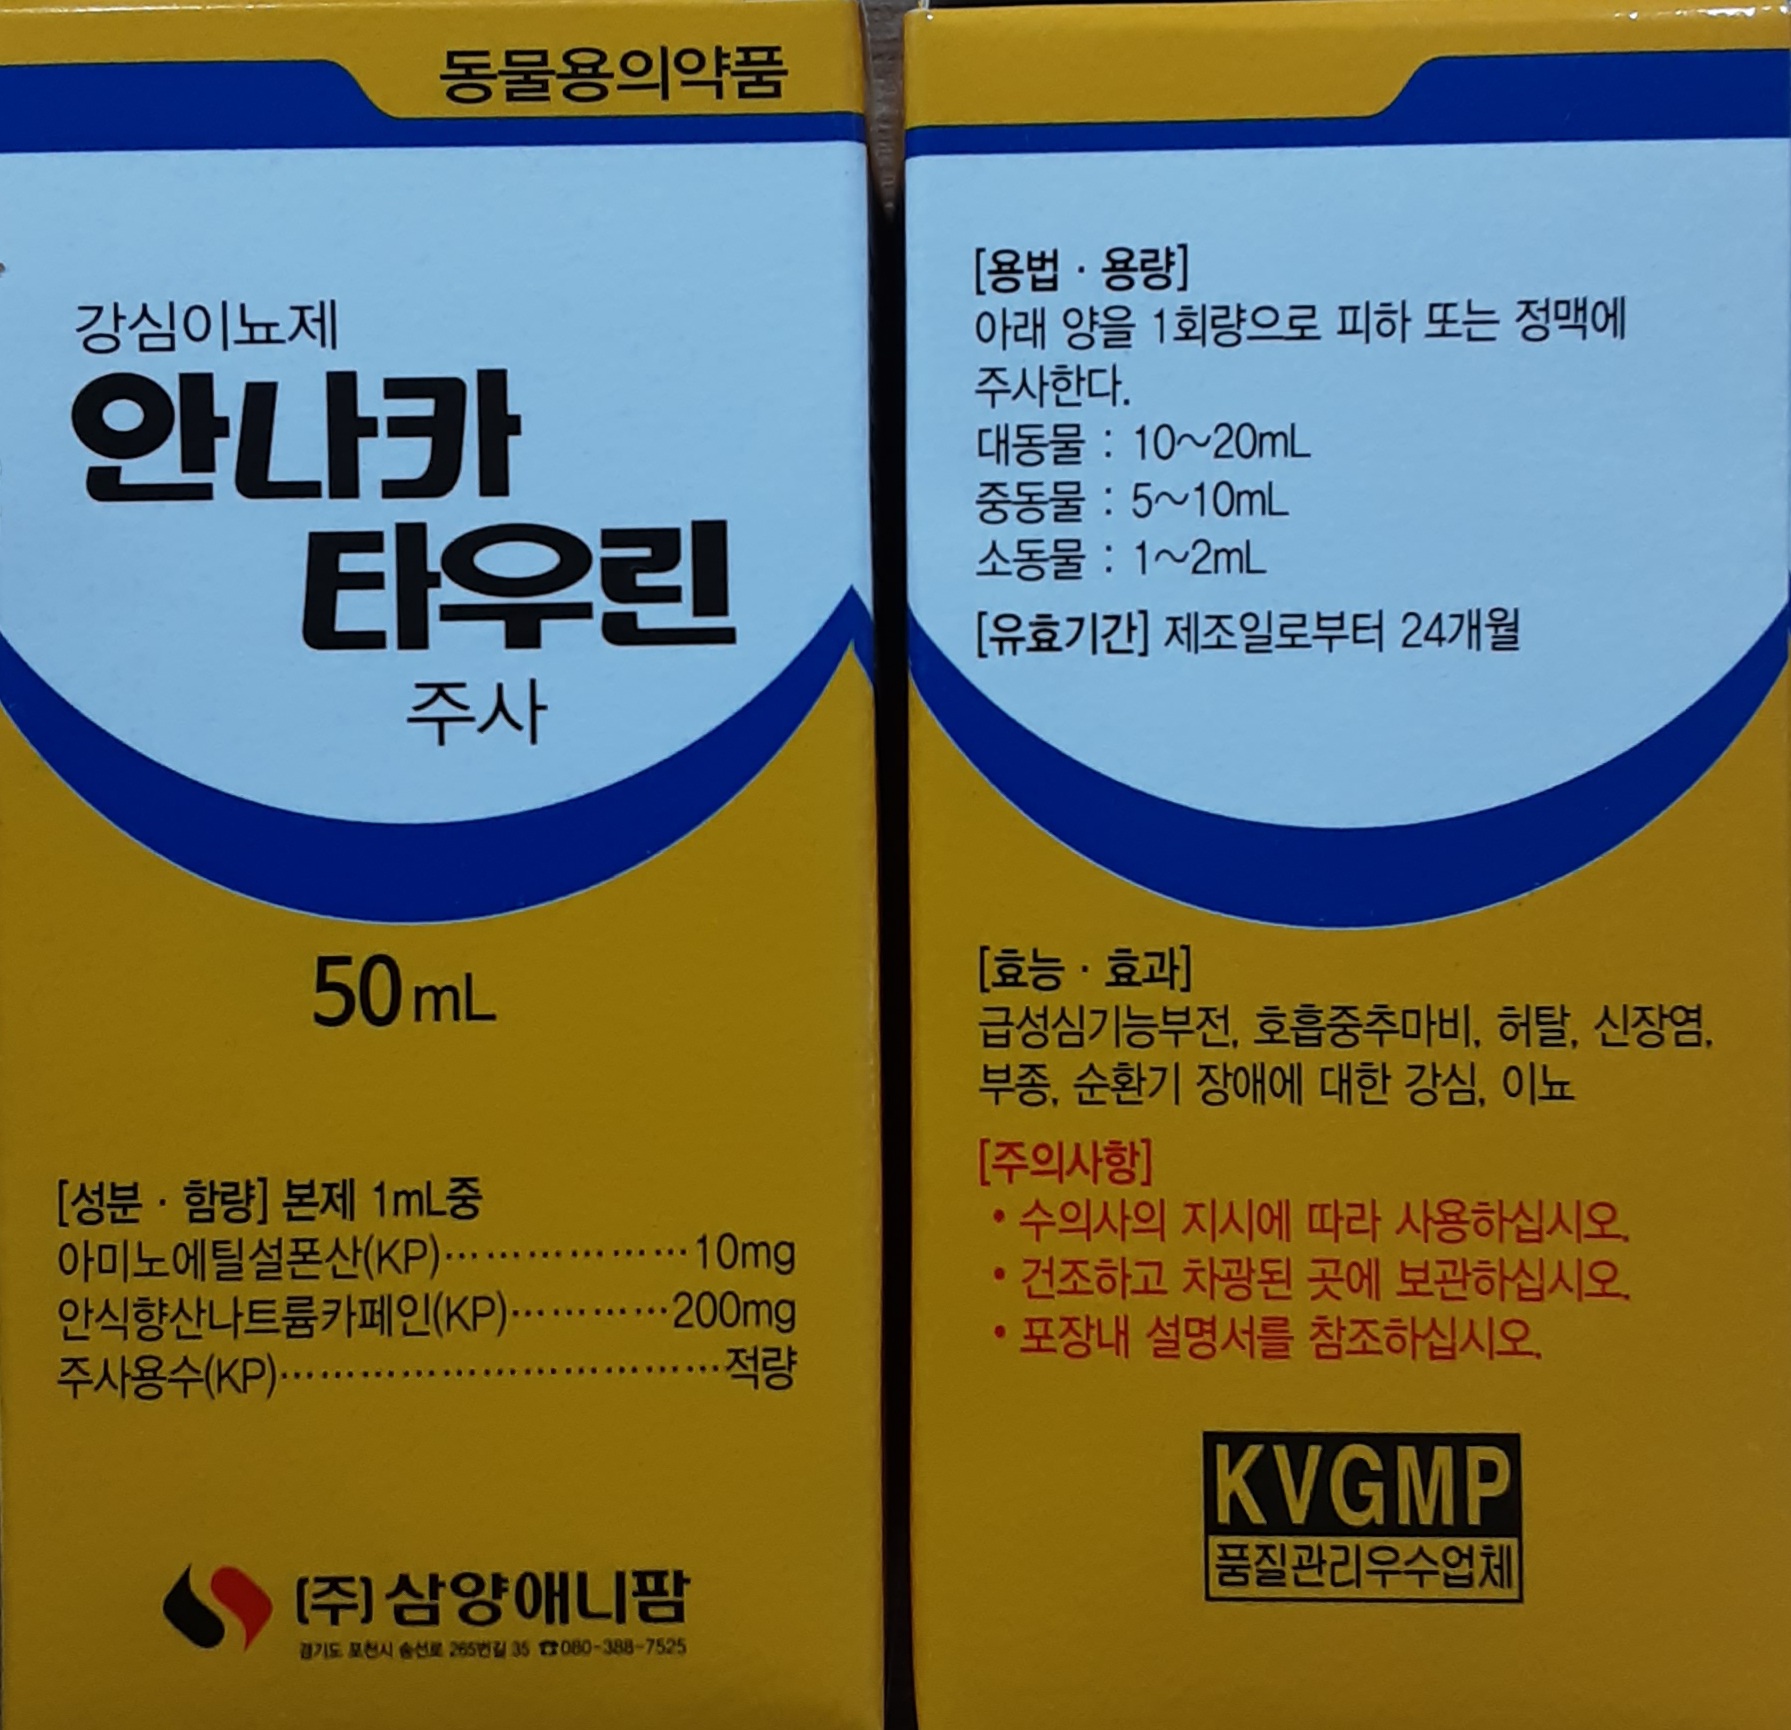 동물용의약품
강심이뇨제
안나카
타우린
주사
50mL
[성분 · 함량] 본제 1mL중
아미노에틸설폰산(KP)··················10mg
안식향산나트륨카페인(KP)············200mg
주사용수(KP)·································적량
(주)삼양애니팜
경기도 포천시 송선로 265번길 35 ☎080-388-7525
[용법 · 용량]
아래 양을 1회량으로 피하 또는 정맥에
주사한다.
대동물 : 10~20mL
중동물 : 5~10mL
소동물 : 1~2mL
[유효기간] 제조일로부터 24개월
[효능 · 효과]
급성심기능부전, 호흡중추마비, 허탈, 신장염,
부종, 순환기 장애에 대한 강심, 이뇨
[주의사항]
• 수의사의 지시에 따라 사용하십시오.
• 건조하고 차광된 곳에 보관하십시오.
• 포장내 설명서를 참조하십시오.
KVGMP
품질관리우수업체